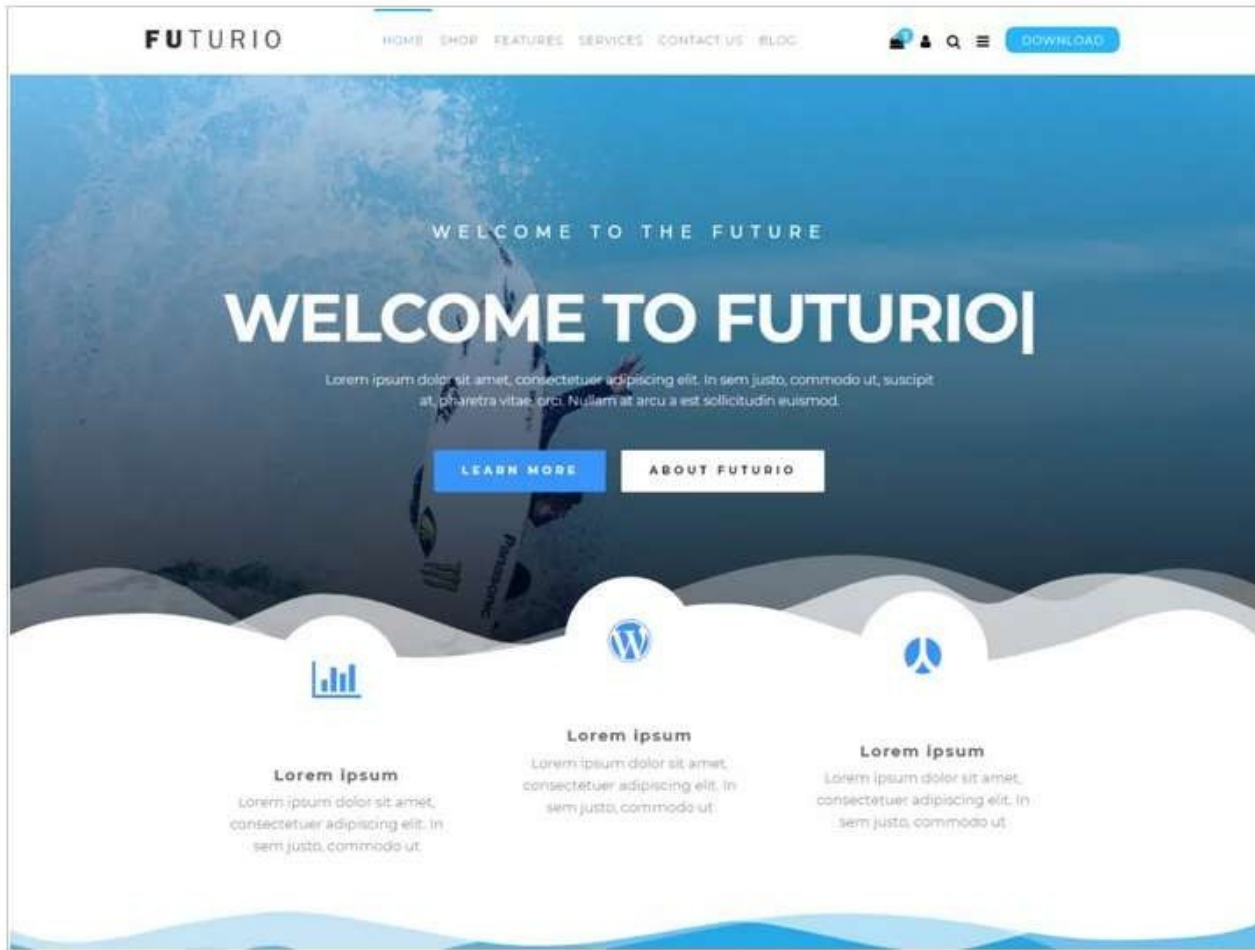 FUTURIO
HOME SHOP FEATURES SERVICES CONTACT US BLOG
DOWNLOAD
WELCOME TO THE FUTURE
WELCOME TO FUTURIO|
Lorem ipsum dolor sit amet, consectetuer adipiscing elit. In sem justo, commodo ut, suscipit
at, pharetra vitae, orci. Nullam at arcu a est sollicitudin euismod.
LEARN MORE
ABOUT FUTURIO
Panasonic
Lorem ipsum
Lorem ipsum dolor sit amet,
consectetuer adipiscing elit. In
sem justo, commodo ut
Lorem ipsum
Lorem ipsum dolor sit amet,
consectetuer adipiscing elit. In
sem justo, commodo ut
Lorem ipsum
Lorem ipsum dolor sit amet,
consectetuer adipiscing elit. In
sem justo, commodo ut